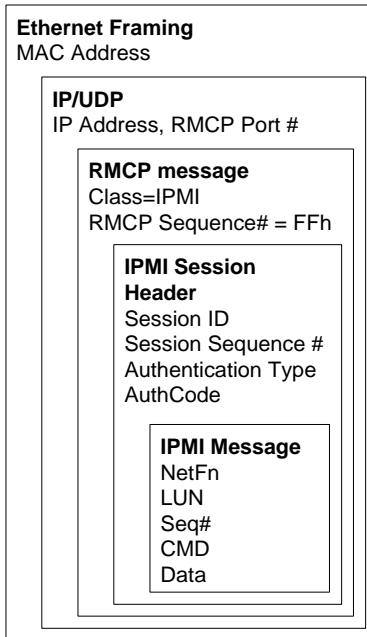 Ethernet Framing
MAC Address
IP/UDP
IP Address, RMCP Port #
RMCP message
Class=IPMI
RMCP Sequence# = FFh
IPMI Session
Header
Session ID
Session Sequence #
Authentication Type
AuthCode
IPMI Message
NetFn
LUN
Seq#
CMD
Data